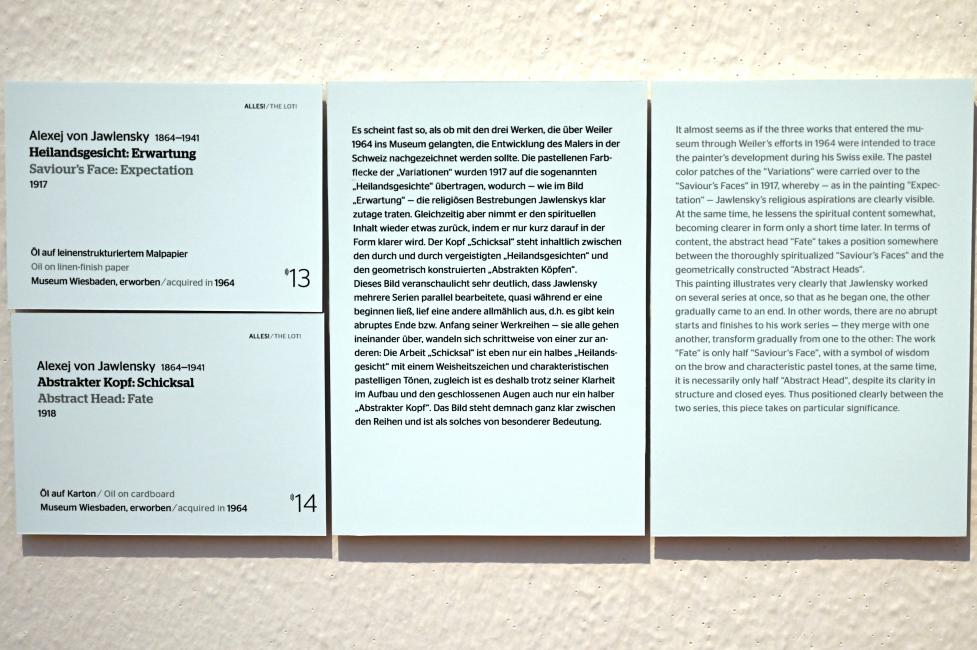 ALLES!/THE LOT!
Alexej von Jawlensky 1864–1941
Heilandsgesicht: Erwartung
Saviour's Face: Expectation
1917
Öl auf leinenstrukturiertem Malpapier
Oil on linen-finish paper
Museum Wiesbaden, erworben/acquired in 1964
13
ALLES!/THE LOT!
Alexej von Jawlensky 1864–1941
Abstrakter Kopf: Schicksal
Abstract Head: Fate
1918
Öl auf Karton/Oil on cardboard
Museum Wiesbaden, erworben/acquired in 1964
14
Es scheint fast so, als ob mit den drei Werken, die über Weiler
1964 ins Museum gelangten, die Entwicklung des Malers in der
Schweiz nachgezeichnet werden sollte. Die pastellenen Farb-
flecke der „Variationen" wurden 1917 auf die sogenannten
„Heilandsgesichte" übertragen, wodurch – wie im Bild
„Erwartung" – die religiösen Bestrebungen Jawlenskys klar
zutage traten. Gleichzeitig aber nimmt er den spirituellen
Inhalt wieder etwas zurück, indem er nur kurz darauf in der
Form klarer wird. Der Kopf „Schicksal" steht inhaltlich zwischen
den durch und durch vergeistigten „Heilandsgesichten" und
den geometrisch konstruierten „Abstrakten Köpfen".
Dieses Bild veranschaulicht sehr deutlich, dass Jawlensky
mehrere Serien parallel bearbeitete, quasi während er eine
beginnen ließ, lief eine andere allmählich aus, d.h. es gibt kein
abruptes Ende bzw. Anfang seiner Werkreihen – sie alle gehen
ineinander über, wandeln sich schrittweise von einer zur an-
deren: Die Arbeit „Schicksal" ist eben nur ein halbes „Heilands-
gesicht" mit einem Weisheitszeichen und charakteristischen
pastelligen Tönen, zugleich ist es deshalb trotz seiner Klarheit
im Aufbau und den geschlossenen Augen auch nur ein halber
„Abstrakter Kopf". Das Bild steht demnach ganz klar zwischen
den Reihen und ist als solches von besonderer Bedeutung.
It almost seems as if the three works that entered the mu-
seum through Weiler's efforts in 1964 were intended to trace
the painter's development during his Swiss exile. The pastel
color patches of the "Variations" were carried over to the
"Saviour's Faces" in 1917, whereby – as in the painting "Expec-
tation" – Jawlensky's religious aspirations are clearly visible.
At the same time, he lessens the spiritual content somewhat,
becoming clearer in form only a short time later. In terms of
content, the abstract head "Fate" takes a position somewhere
between the thoroughly spiritualized "Saviour's Faces" and the
geometrically constructed "Abstract Heads".
This painting illustrates very clearly that Jawlensky worked
on several series at once, so that as he began one, the other
gradually came to an end. In other words, there are no abrupt
starts and finishes to his work series – they merge with one
another, transform gradually from one to the other: The work
"Fate" is only half "Saviour's Face", with a symbol of wisdom
on the brow and characteristic pastel tones, at the same time,
it is necessarily only half "Abstract Head", despite its clarity in
structure and closed eyes. Thus positioned clearly between the
two series, this piece takes on particular significance.